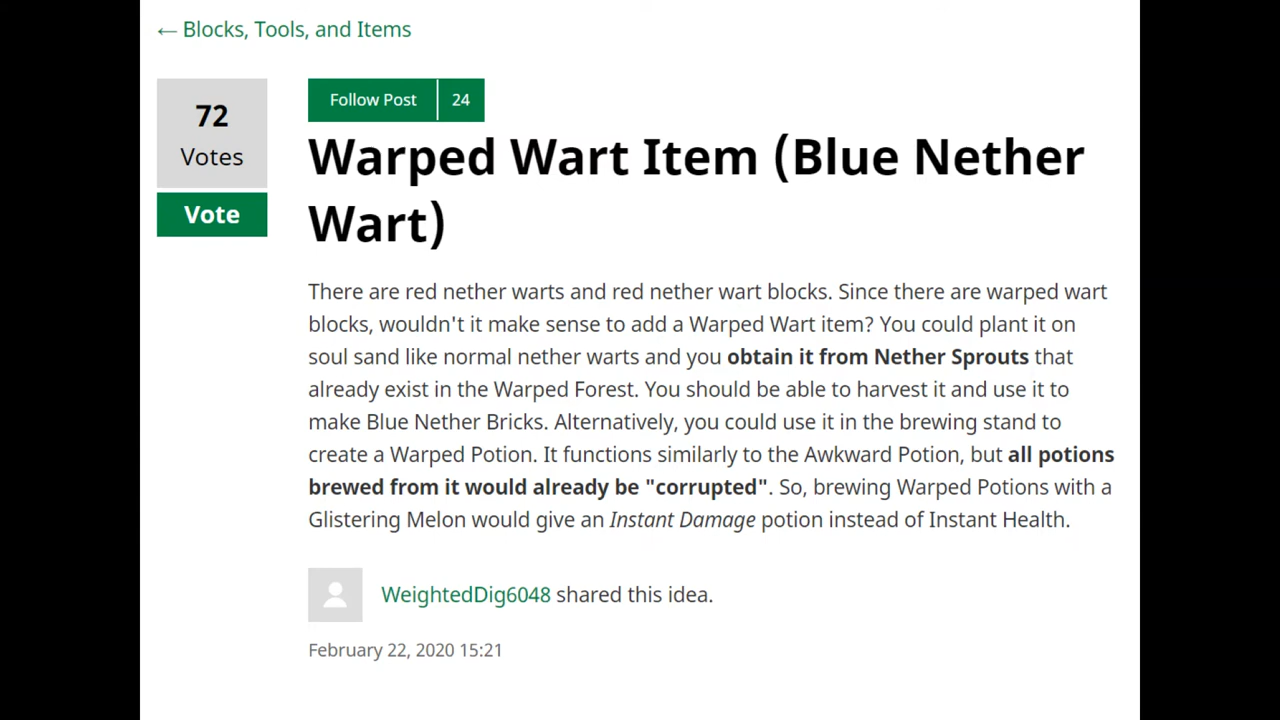 ← Blocks, Tools, and Items
72
Votes
Vote
Follow Post 24
Warped Wart Item (Blue Nether
Wart)
There are red nether warts and red nether wart blocks. Since there are warped wart
blocks, wouldn't it make sense to add a Warped Wart item? You could plant it on
soul sand like normal nether warts and you obtain it from Nether Sprouts that
already exist in the Warped Forest. You should be able to harvest it and use it to
make Blue Nether Bricks. Alternatively, you could use it in the brewing stand to
create a Warped Potion. It functions similarly to the Awkward Potion, but all potions
brewed from it would already be "corrupted". So, brewing Warped Potions with a
Glistering Melon would give an Instant Damage potion instead of Instant Health.
WeightedDig6048 shared this idea.
February 22, 2020 15:21